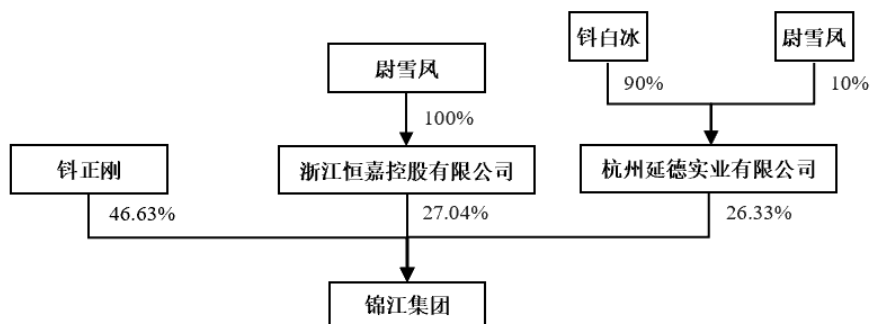 钭白冰
尉雪凤
尉雪凤
90%
10%
100%
钭正刚
浙江恒嘉控股有限公司
杭州延德实业有限公司
46.63%
27.04%
26.33%
锦江集团